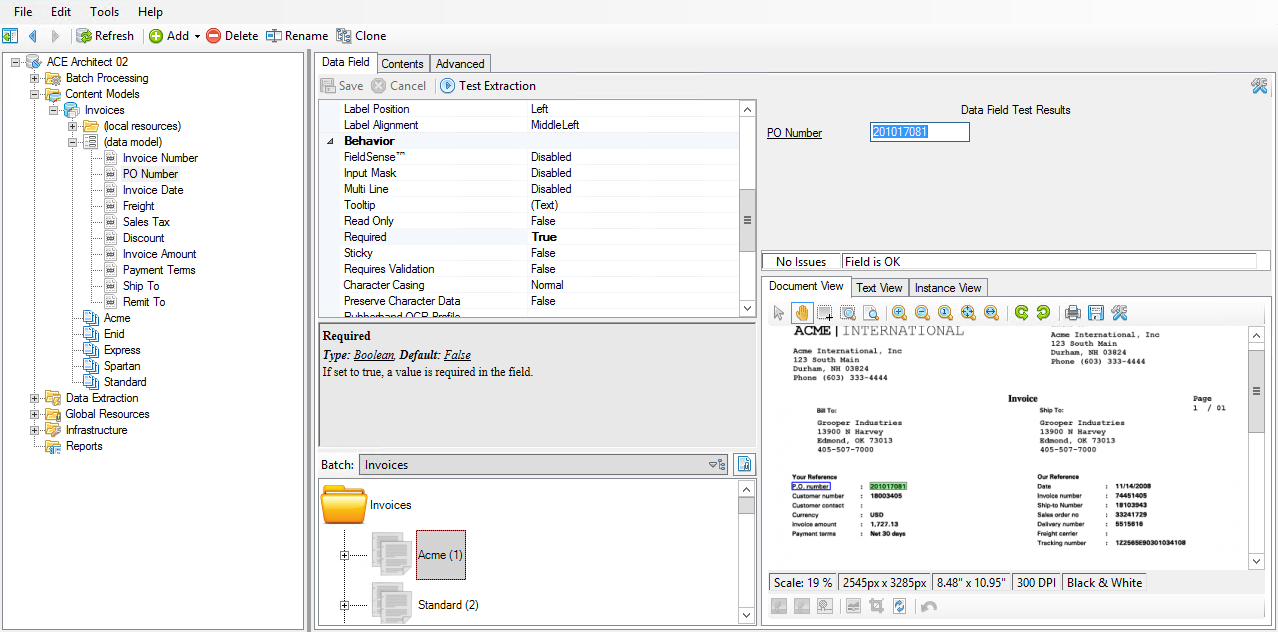 File Edit Tools Help
Refresh Add Delete Rename Clone
ACE Architect 02
Batch Processing
Content Models
Invoices
(local resources)
(data model)
Invoice Number
PO Number
Invoice Date
Freight
Sales Tax
Discount
Invoice Amount
Payment Terms
Ship To
Remit To
Acme
Enid
Express
Spartan
Standard
Data Extraction
Global Resources
Infrastructure
Reports
Data Field Contents Advanced
Save Cancel Test Extraction
Label Position Left
Label Alignment MiddleLeft
Behavior
FieldSense™ Disabled
Input Mask Disabled
Multi Line Disabled
Tooltip (Text)
Read Only False
Required True
Sticky False
Requires Validation False
Character Casing Normal
Preserve Character Data False
Rubberband OCR Profile
Required
Type: Boolean, Default: False
If set to true, a value is required in the field.
Batch: Invoices
Invoices
Acme (1)
Standard (2)
Data Field Test Results
PO Number 201017081
No Issues Field is OK
Document View Text View Instance View
ACME | INTERNATIONAL
Acme International, Inc
123 South Main
Durham, NH 03824
Phone (603) 333-4444
Acme International, Inc
123 South Main
Durham, NH 03824
Phone (603) 333-4444
Invoice
Page
1 / 01
Bill To:
Grooper Industries
13900 N Harvey
Edmond, OK 73013
405-507-7000
Ship To:
Grooper Industries
13900 N Harvey
Edmond, OK 73013
405-507-7000
Your Reference
P.O. number : 201017081
Customer number : 18003405
Customer contact :
Currency : USD
Invoice amount : 1,727.13
Payment terms : Net 30 days
Our Reference
Date : 11/14/2008
Invoice number : 74451405
Ship-to Number : 18103943
Sales order no : 33241729
Delivery number : 5515616
Freight carrier :
Tracking number : 1Z2565E90301034108
Scale: 19 % 2545px x 3285px 8.48" x 10.95" 300 DPI Black & White